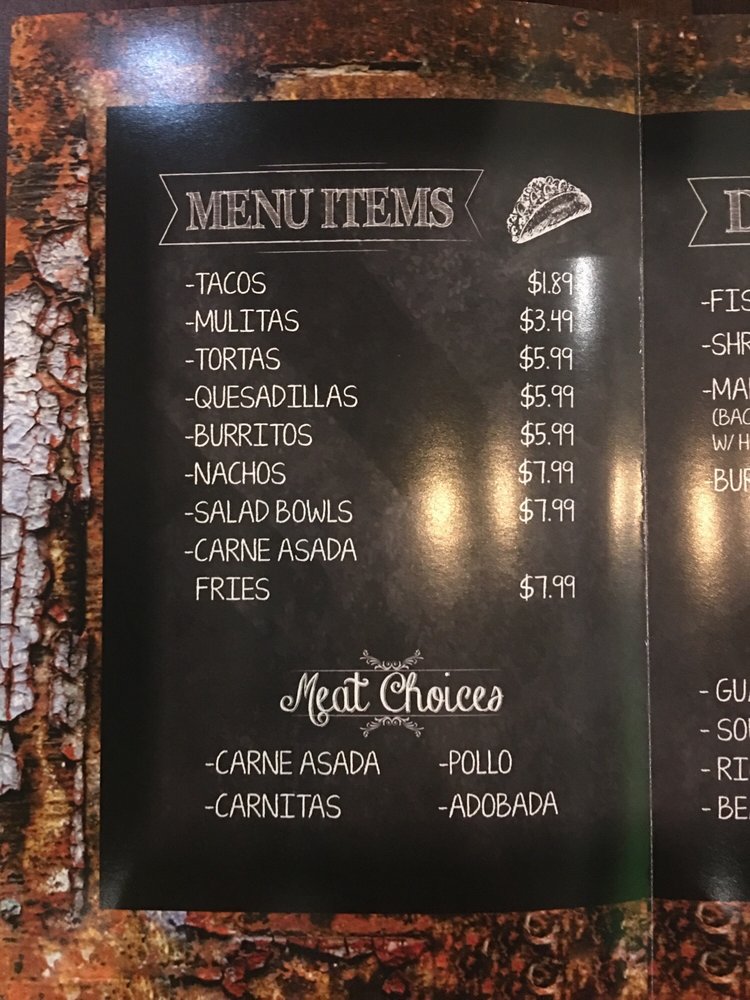 MENU ITEMS
-TACOS $1.89
-MULITAS $3.49
-TORTAS $5.99
-QUESADILLAS $5.99
-BURRITOS $5.99
-NACHOS $7.99
-SALAD BOWLS $7.99
-CARNE ASADA
FRIES $7.99
Meat Choices
-CARNE ASADA -POLLO
-CARNITAS -ADOBADA
W/